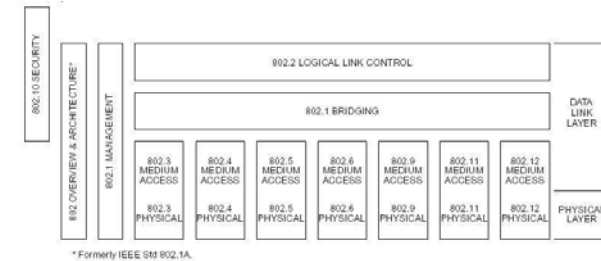 802.10 SECURITY
802 OVERVIEW & ARCHITECTURE*
802.1 MANAGEMENT
802.2 LOGICAL LINK CONTROL
802.1 BRIDGING
DATA
LINK
LAYER
802.3
MEDIUM
ACCESS
802.3
PHYSICAL
802.4
MEDIUM
ACCESS
802.4
PHYSICAL
802.5
MEDIUM
ACCESS
802.5
PHYSICAL
802.6
MEDIUM
ACCESS
802.6
PHYSICAL
802.9
MEDIUM
ACCESS
802.9
PHYSICAL
802.11
MEDIUM
ACCESS
802.11
PHYSICAL
802.12
MEDIUM
ACCESS
802.12
PHYSICAL
PHYSICAL
LAYER
* Formerly IEEE Std 802.1A.